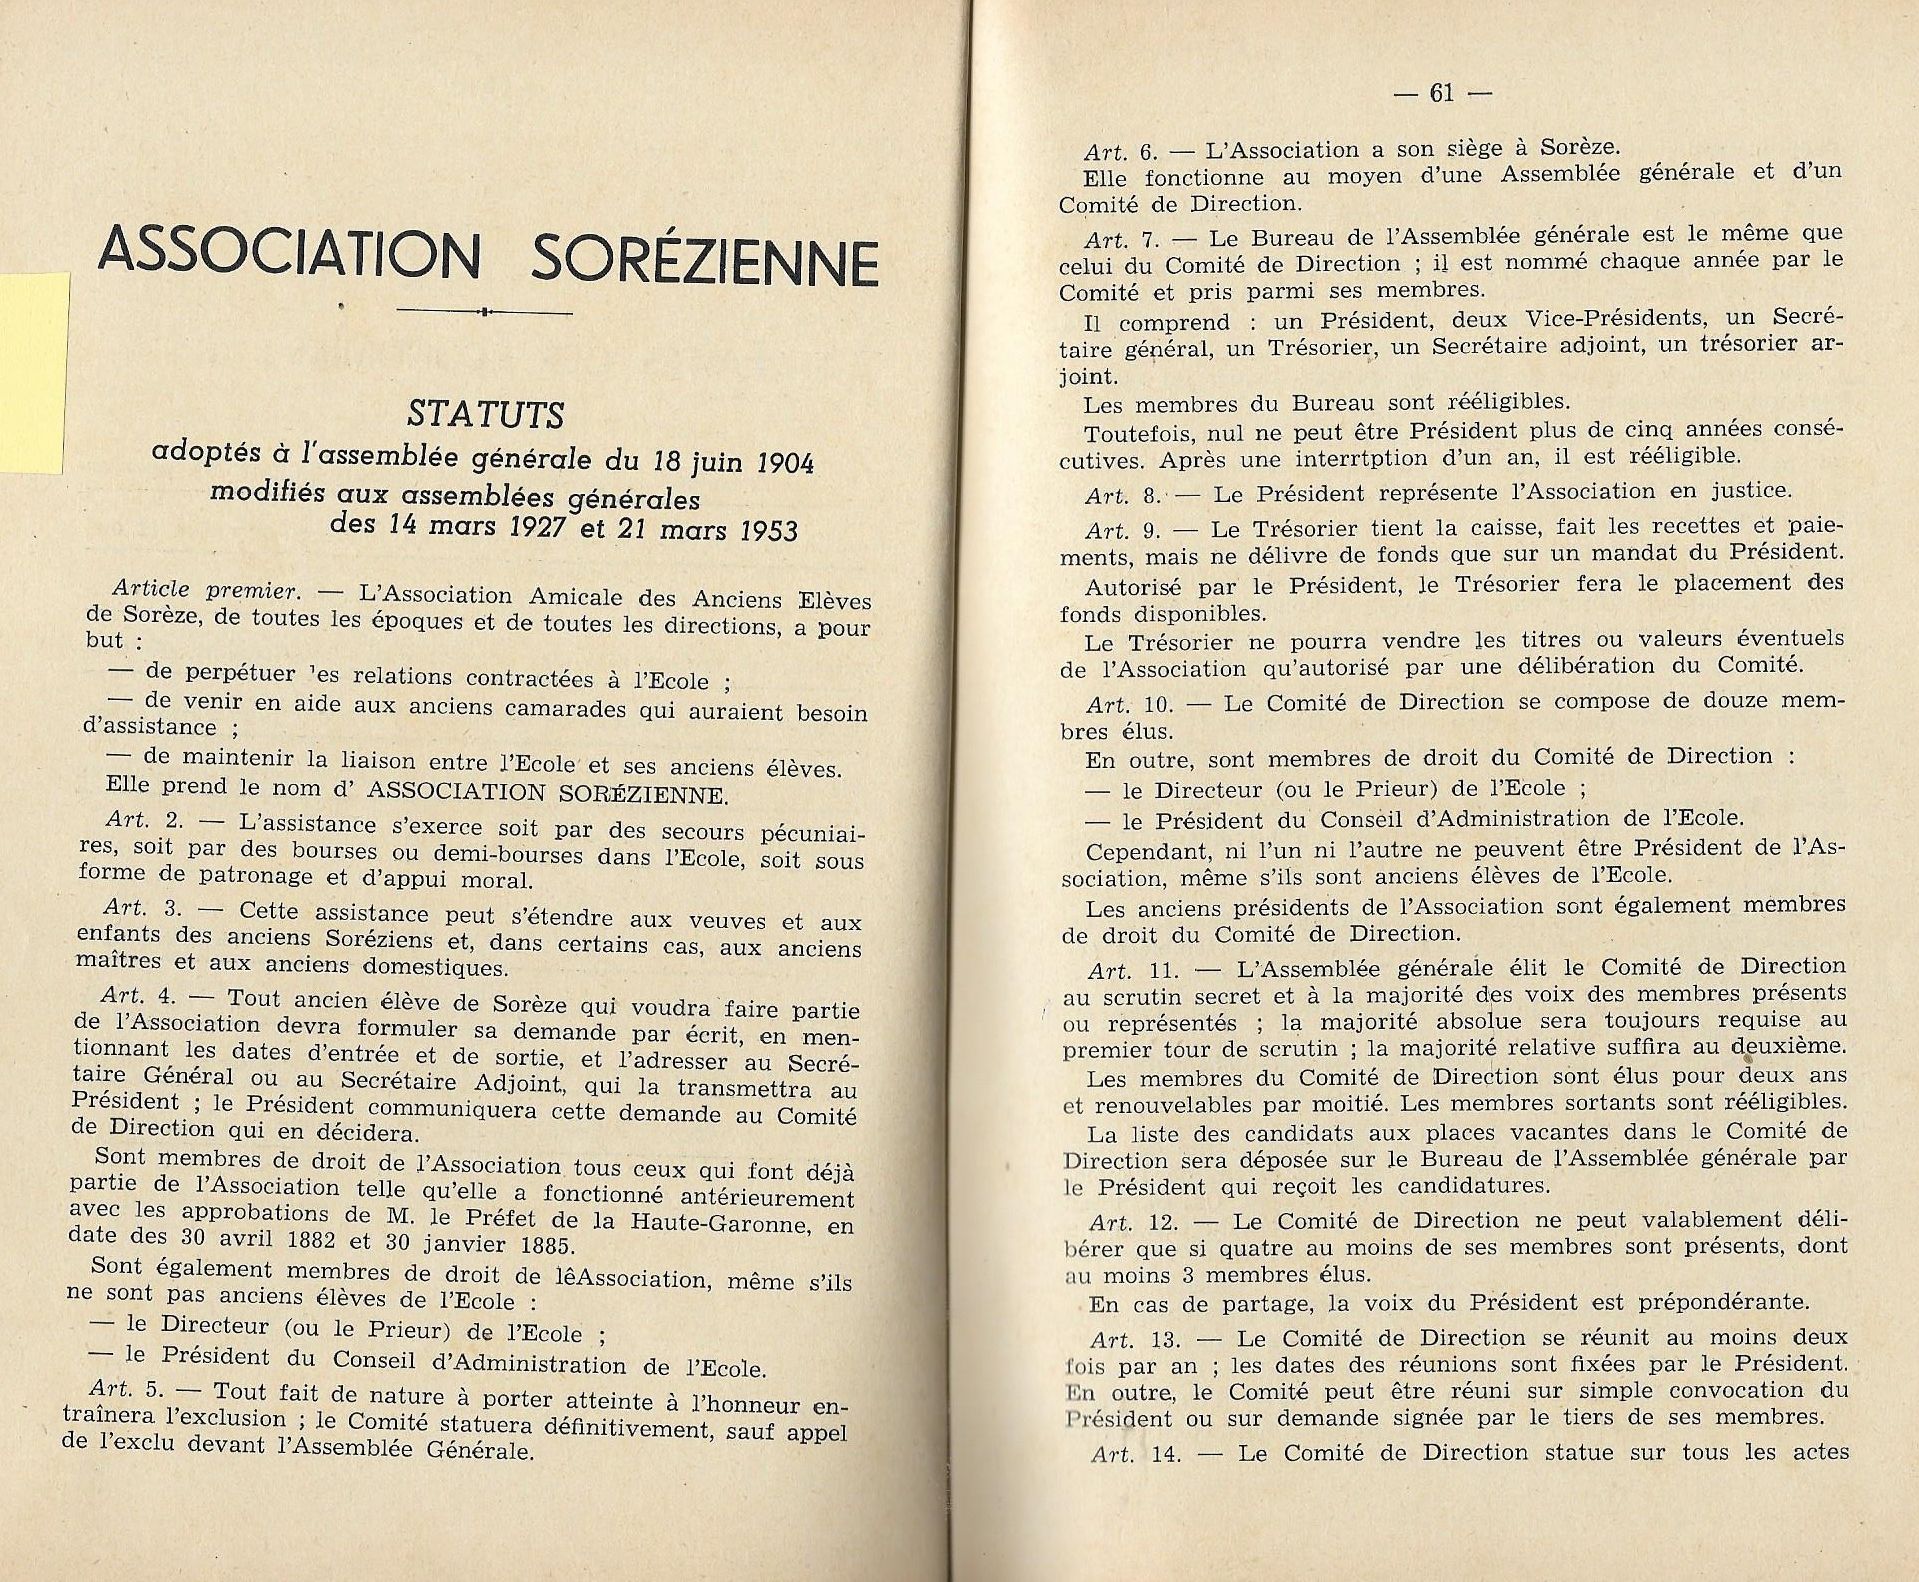 ASSOCIATION SORÉZIENNE
STATUTS
adoptés à l'assemblée générale du 18 juin 1904
modifiés aux assemblées générales
des 14 mars 1927 et 21 mars 1953
Article premier. — L'Association Amicale des Anciens Elèves
de Sorèze, de toutes les époques et de toutes les directions, a pour
but :
— de perpétuer 'es relations contractées à l'Ecole ;
— de venir en aide aux anciens camarades qui auraient besoin
d'assistance ;
— de maintenir la liaison entre l'Ecole et ses anciens élèves.
Elle prend le nom d' ASSOCIATION SORÉZIENNE.
Art. 2. — L'assistance s'exerce soit par des secours pécuniai-
res, soit par des bourses ou demi-bourses dans l'Ecole, soit sous
forme de patronage et d'appui moral.
Art. 3. — Cette assistance peut s'étendre aux veuves et aux
enfants des anciens Soréziens et, dans certains cas, aux anciens
maîtres et aux anciens domestiques.
Art. 4. — Tout ancien élève de Sorèze qui voudra faire partie
de l'Association devra formuler sa demande par écrit, en men-
tionnant les dates d'entrée et de sortie, et l'adresser au Secré-
taire Général ou au Secrétaire Adjoint, qui la transmettra au
Président ; le Président communiquera cette demande au Comité
de Direction qui en décidera.
Sont membres de droit de l'Association tous ceux qui font déjà
partie de l'Association telle qu'elle a fonctionné antérieurement
avec les approbations de M. le Préfet de la Haute-Garonne, en
date des 30 avril 1882 et 30 janvier 1885.
Sont également membres de droit de lêAssociation, même s'ils
ne sont pas anciens élèves de l'Ecole :
— le Directeur (ou le Prieur) de l'Ecole ;
— le Président du Conseil d'Administration de l'Ecole.
Art. 5. — Tout fait de nature à porter atteinte à l'honneur en-
traînera l'exclusion ; le Comité statuera définitivement, sauf appel
de l'exclu devant l'Assemblée Générale.
— 61 —
Art. 6. — L'Association a son siège à Sorèze.
Elle fonctionne au moyen d'une Assemblée générale et d'un
Comité de Direction.
Art. 7. — Le Bureau de l'Assemblée générale est le même que
celui du Comité de Direction ; il est nommé chaque année par le
Comité et pris parmi ses membres.
Il comprend : un Président, deux Vice-Présidents, un Secré-
taire général, un Trésorier, un Secrétaire adjoint, un trésorier ar-
joint.
Les membres du Bureau sont rééligibles.
Toutefois, nul ne peut être Président plus de cinq années consé-
cutives. Après une interrtption d'un an, il est rééligible.
Art. 8. — Le Président représente l'Association en justice.
Art. 9. — Le Trésorier tient la caisse, fait les recettes et paie-
ments, mais ne délivre de fonds que sur un mandat du Président.
Autorisé par le Président, le Trésorier fera le placement des
fonds disponibles.
Le Trésorier ne pourra vendre les titres ou valeurs éventuels
de l'Association qu'autorisé par une délibération du Comité.
Art. 10. — Le Comité de Direction se compose de douze mem-
bres élus.
En outre, sont membres de droit du Comité de Direction :
— le Directeur (ou le Prieur) de l'Ecole ;
— le Président du Conseil d'Administration de l'Ecole.
Cependant, ni l'un ni l'autre ne peuvent être Président de l'As-
sociation, même s'ils sont anciens élèves de l'Ecole.
Les anciens présidents de l'Association sont également membres
de droit du Comité de Direction.
Art. 11. — L'Assemblée générale élit le Comité de Direction
au scrutin secret et à la majorité des voix des membres présents
ou représentés ; la majorité absolue sera toujours requise au
premier tour de scrutin ; la majorité relative suffira au deuxième.
Les membres du Comité de Direction sont élus pour deux ans
et renouvelables par moitié. Les membres sortants sont rééligibles.
La liste des candidats aux places vacantes dans le Comité de
Direction sera déposée sur le Bureau de l'Assemblée générale par
le Président qui reçoit les candidatures.
Art. 12. — Le Comité de Direction ne peut valablement déli-
bérer que si quatre au moins de ses membres sont présents, dont
au moins 3 membres élus.
En cas de partage, la voix du Président est prépondérante.
Art. 13. — Le Comité de Direction se réunit au moins deux
fois par an ; les dates des réunions sont fixées par le Président.
En outre, le Comité peut être réuni sur simple convocation du
Président ou sur demande signée par le tiers de ses membres.
Art. 14. — Le Comité de Direction statue sur tous les actes